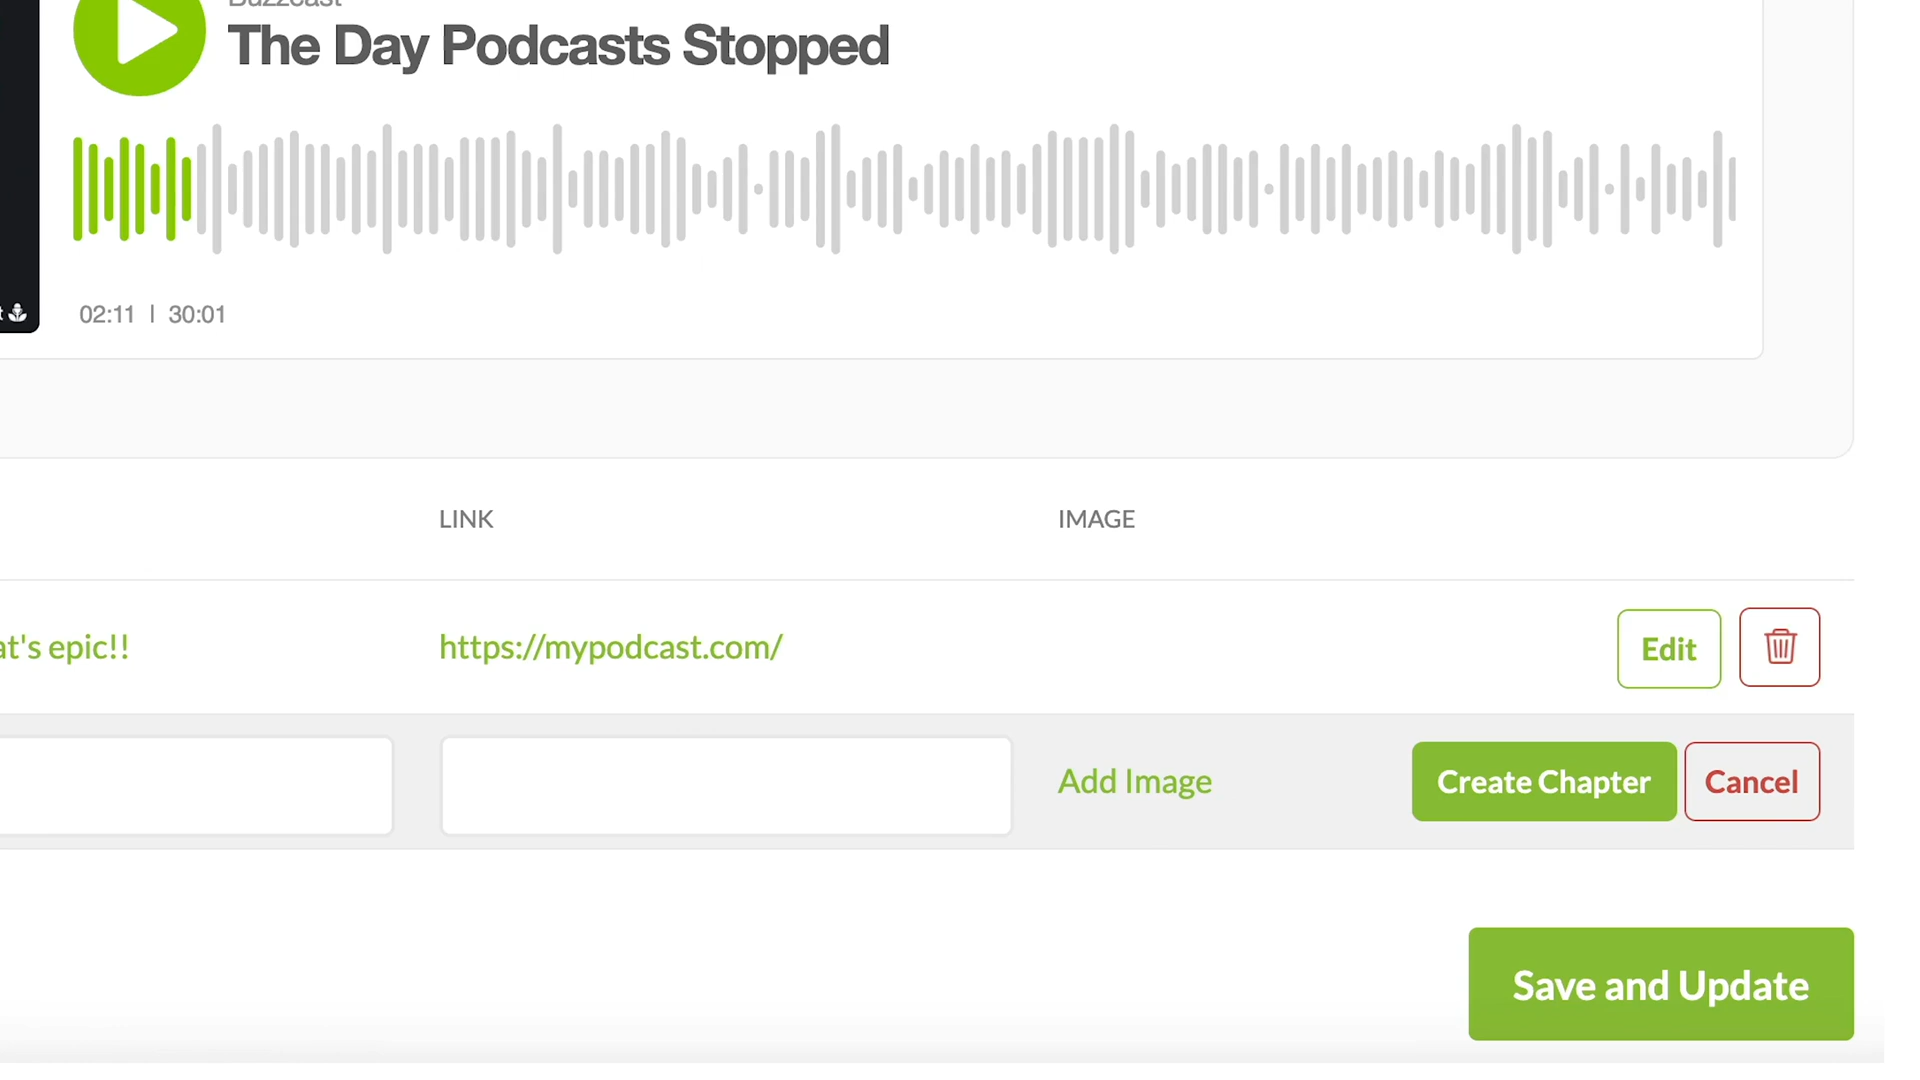 Buzzcast
The Day Podcasts Stopped
02:11 | 30:01
LINK IMAGE
at's epic!! https://mypodcast.com/ Edit
Add Image Create Chapter Cancel
Save and Update